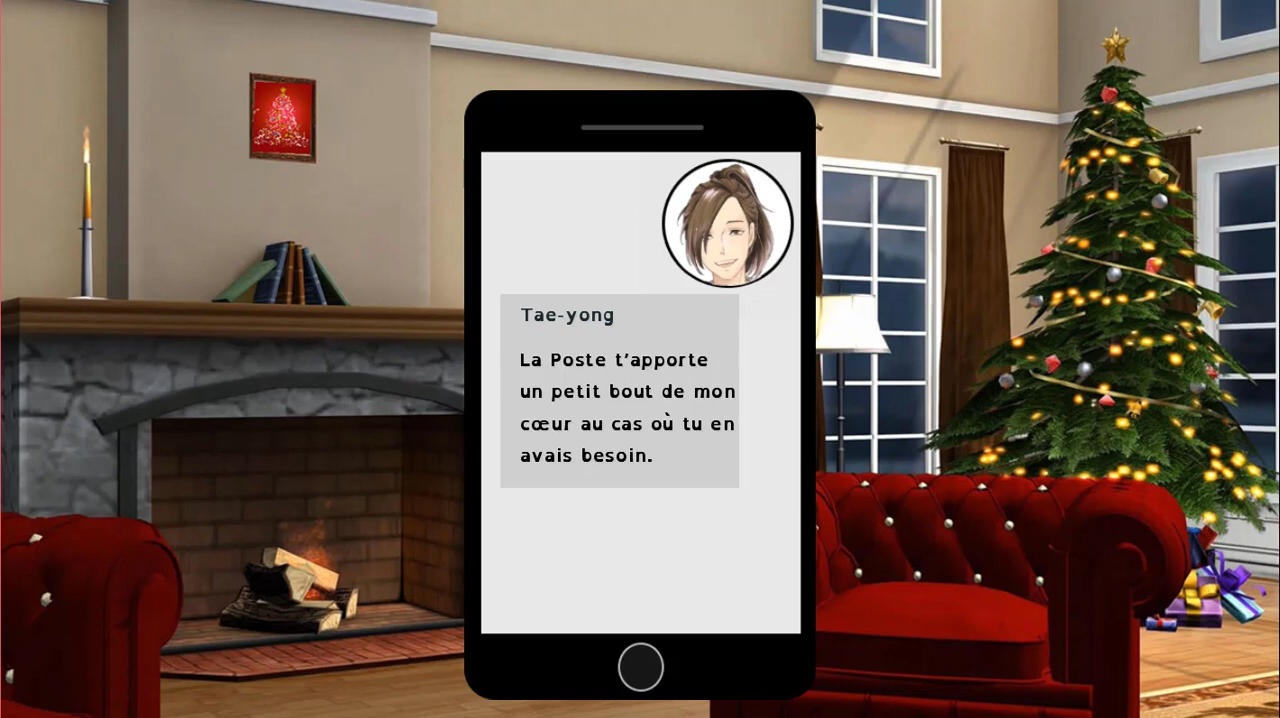 Tae-yong
La Poste t'apporte
un petit bout de mon
cœur au cas où tu en
avais besoin.